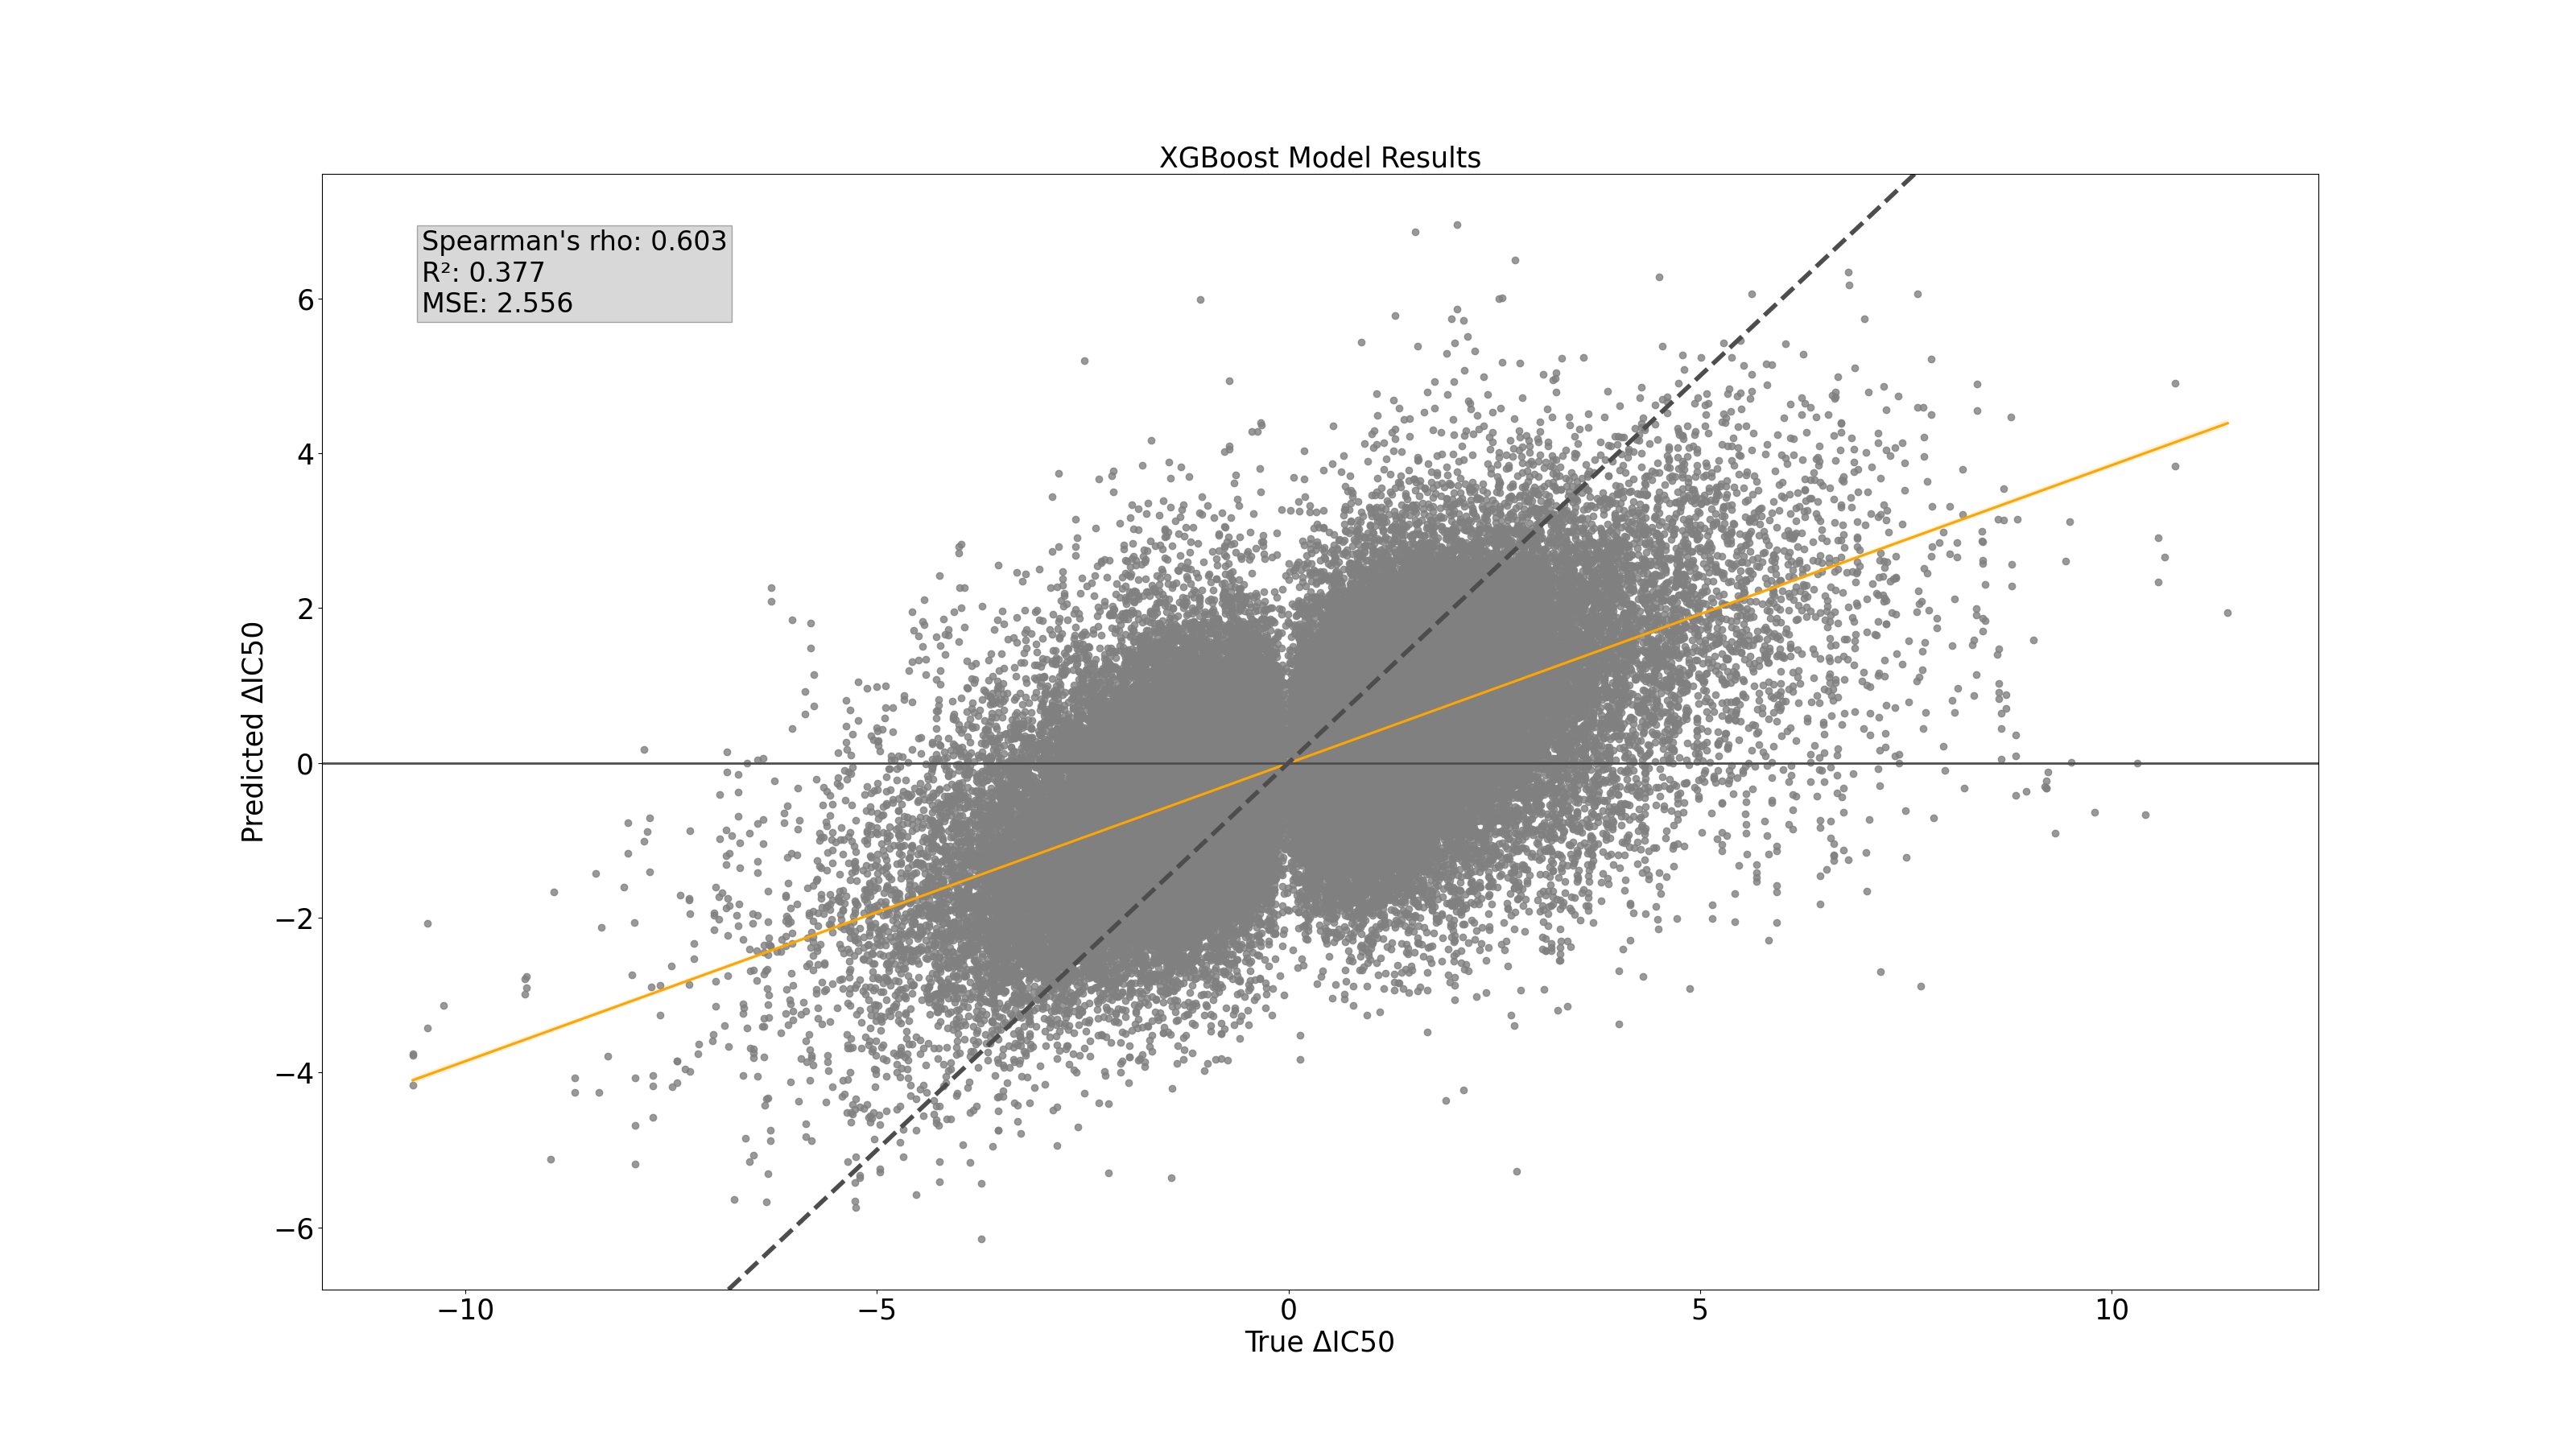 XGBoost Model Results
Spearman's rho: 0.603
R²: 0.377
MSE: 2.556
6
4
2
0
−2
−4
−6
Predicted ΔIC50
−10
−5
0
5
10
True ΔIC50